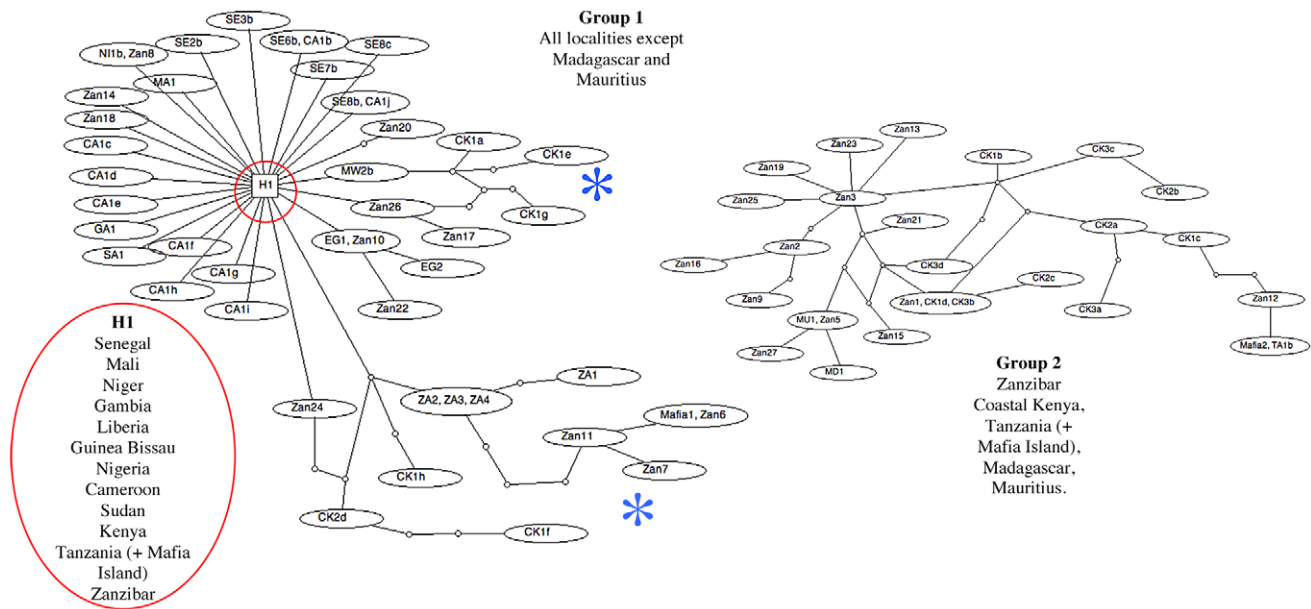 SE3b
SE2b
SE6b, CA1b
SE8c
NI1b, Zan8
SE7b
MA1
Zan14
SE8b, CA1j
Zan18
Zan20
CA1c
CK1a
CK1e
MW2b
H1
CA1d
CA1e
Zan26
CK1g
GA1
Zan17
CA1f
EG1, Zan10
SA1
EG2
CA1g
CA1h
CA1i
Zan22
Zan24
ZA2, ZA3, ZA4
ZA1
Mafia1, Zan6
Zan11
Zan7
CK1h
CK2d
CK1f
Group 1
All localities except
Madagascar and
Mauritius
H1
Senegal
Mali
Niger
Gambia
Liberia
Guinea Bissau
Nigeria
Cameroon
Sudan
Kenya
Tanzania (+ Mafia
Island)
Zanzibar
Zan13
Zan23
CK1b
CK3c
Zan19
CK2b
Zan25
Zan3
Zan21
CK2a
Zan2
CK1c
Zan16
CK3d
CK2c
Zan9
Zan1, CK1d, CK3b
Zan12
CK3a
MU1, Zan5
Zan15
Mafia2, TA1b
Zan27
MD1
Group 2
Zanzibar
Coastal Kenya,
Tanzania (+
Mafia Island),
Madagascar,
Mauritius.